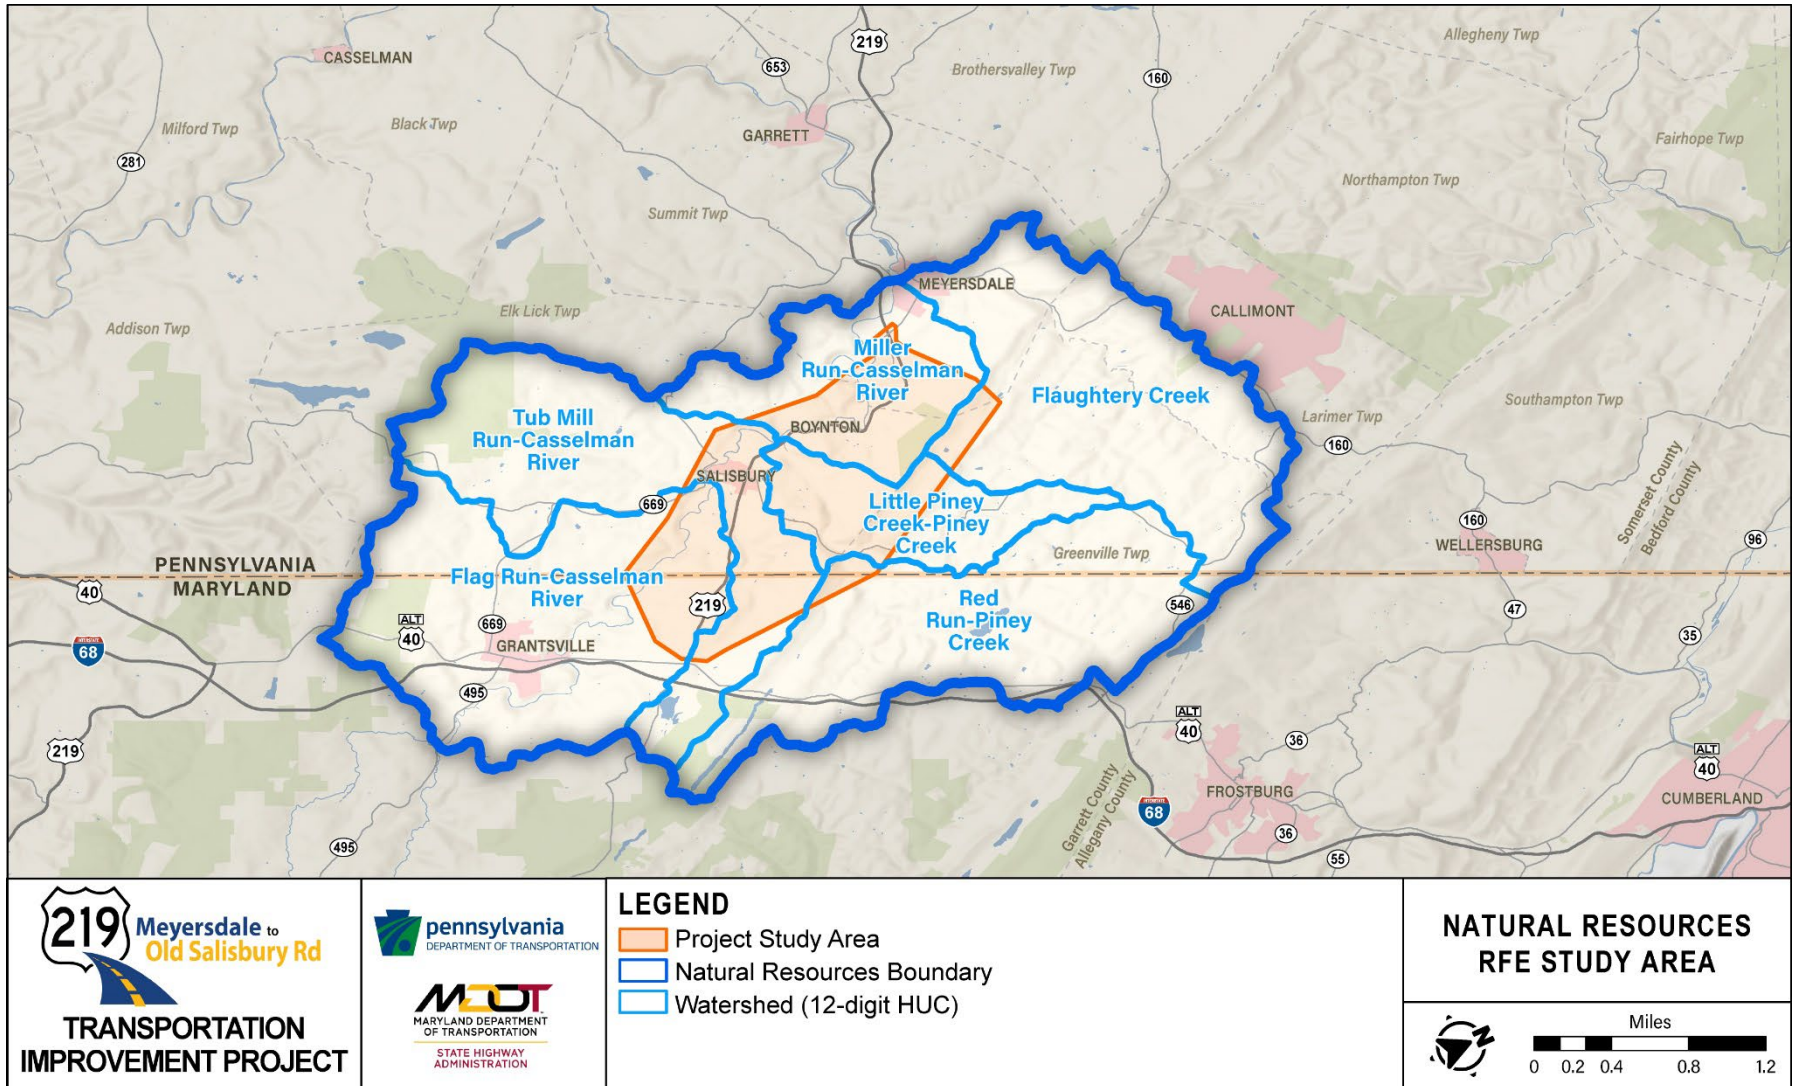 219
CASSELMAN
653
Allegheny Twp
Brothersvalley Twp
160
Milford Twp
Black Twp
GARRETT
Fairhope Twp
281
Northampton Twp
Summit Twp
MEYERSDALE
Elk Lick Twp
CALLIMONT
Addison Twp
Miller
Run-Casselman
River
Flaughtery Creek
Southampton Twp
Larimer Twp
Tub Mill
Run-Casselman
River
BOYNTON
160
SALISBURY
669
Little Piney
Creek-Piney
Creek
Somerset County
Bedford County
160
WELLERSBURG
96
Greenville Twp
PENNSYLVANIA
MARYLAND
Flag Run-Casselman
River
40
219
Red
Run-Piney
Creek
546
47
ALT
40
669
35
INTERSTATE
68
GRANTSVILLE
495
219
ALT
40
36
ALT
40
Garrett County
Allegany County
INTERSTATE
68
FROSTBURG
CUMBERLAND
36
495
55
219
Meyersdale to
Old Salisbury Rd
TRANSPORTATION
IMPROVEMENT PROJECT
pennsylvania
DEPARTMENT OF TRANSPORTATION
MDOT
MARYLAND DEPARTMENT
OF TRANSPORTATION
STATE HIGHWAY
ADMINISTRATION
LEGEND
Project Study Area
Natural Resources Boundary
Watershed (12-digit HUC)
NATURAL RESOURCES
RFE STUDY AREA
N
Miles
0 0.2 0.4 0.8 1.2